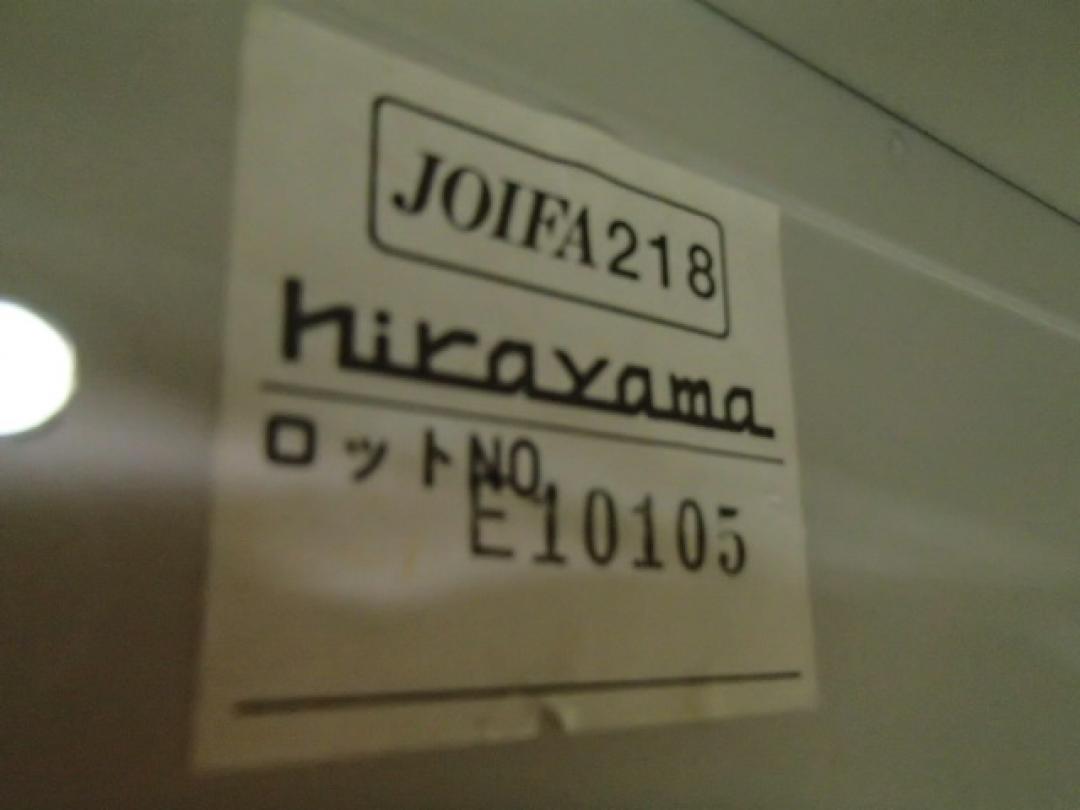 JOIFA218
hirayama
ロットNO.
E10105